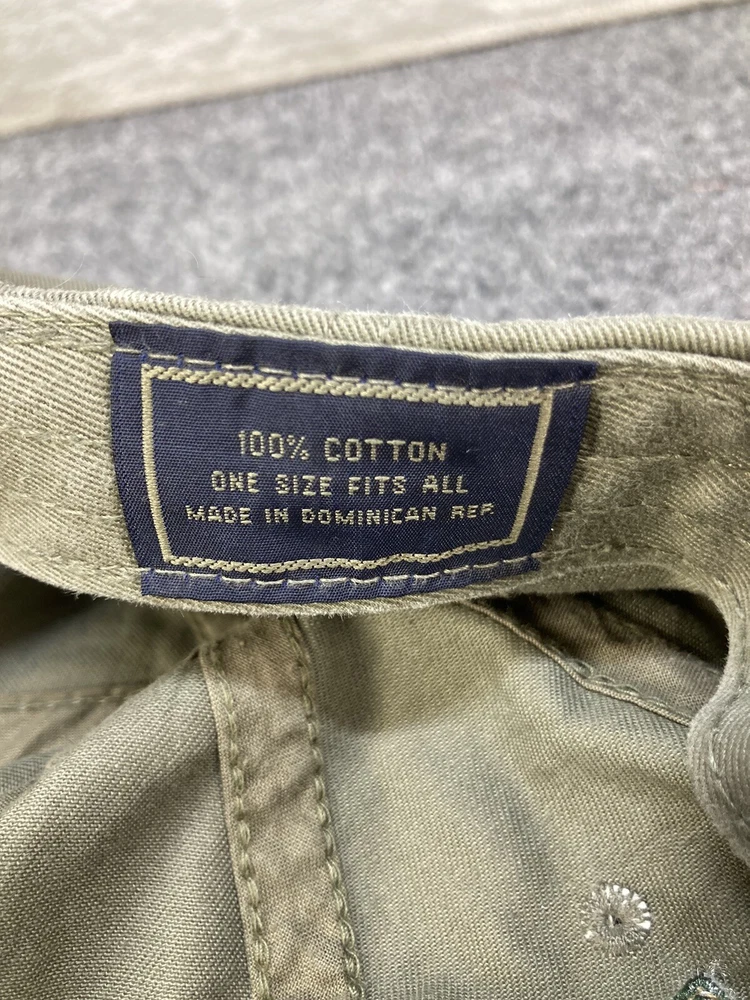 100% COTTON
ONE SIZE FITS ALL
MADE IN DOMINICAN REP.